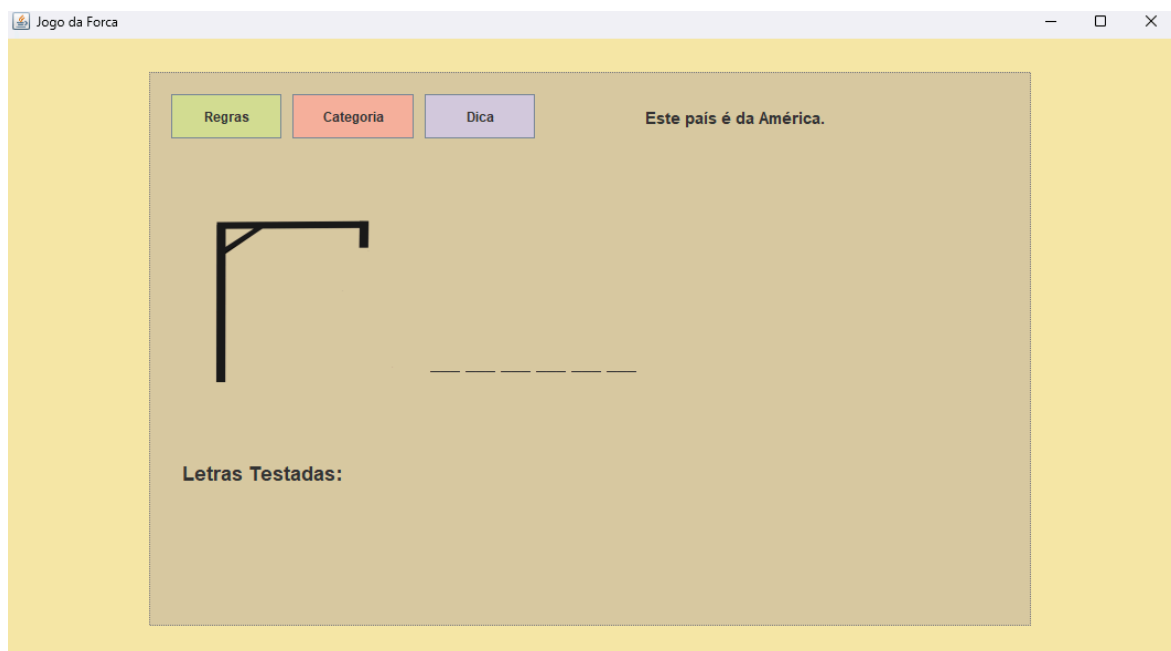 Jogo da Forca
Regras Categoria Dica Este país é da América.
Letras Testadas: